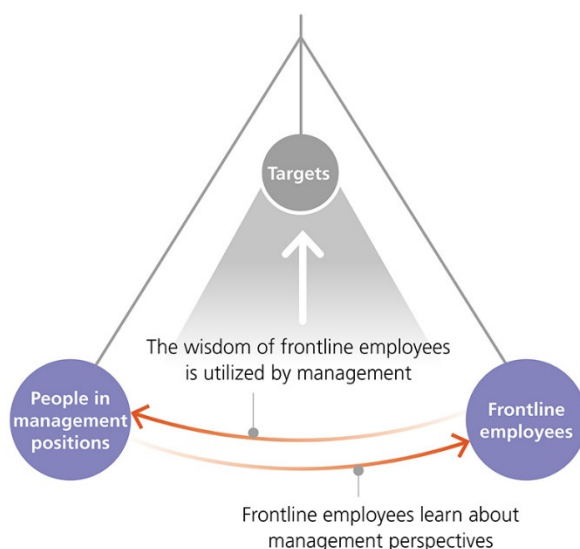 Targets
The wisdom of frontline employees
is utilized by management
People in
management
positions
Frontline
employees
Frontline employees learn about
management perspectives